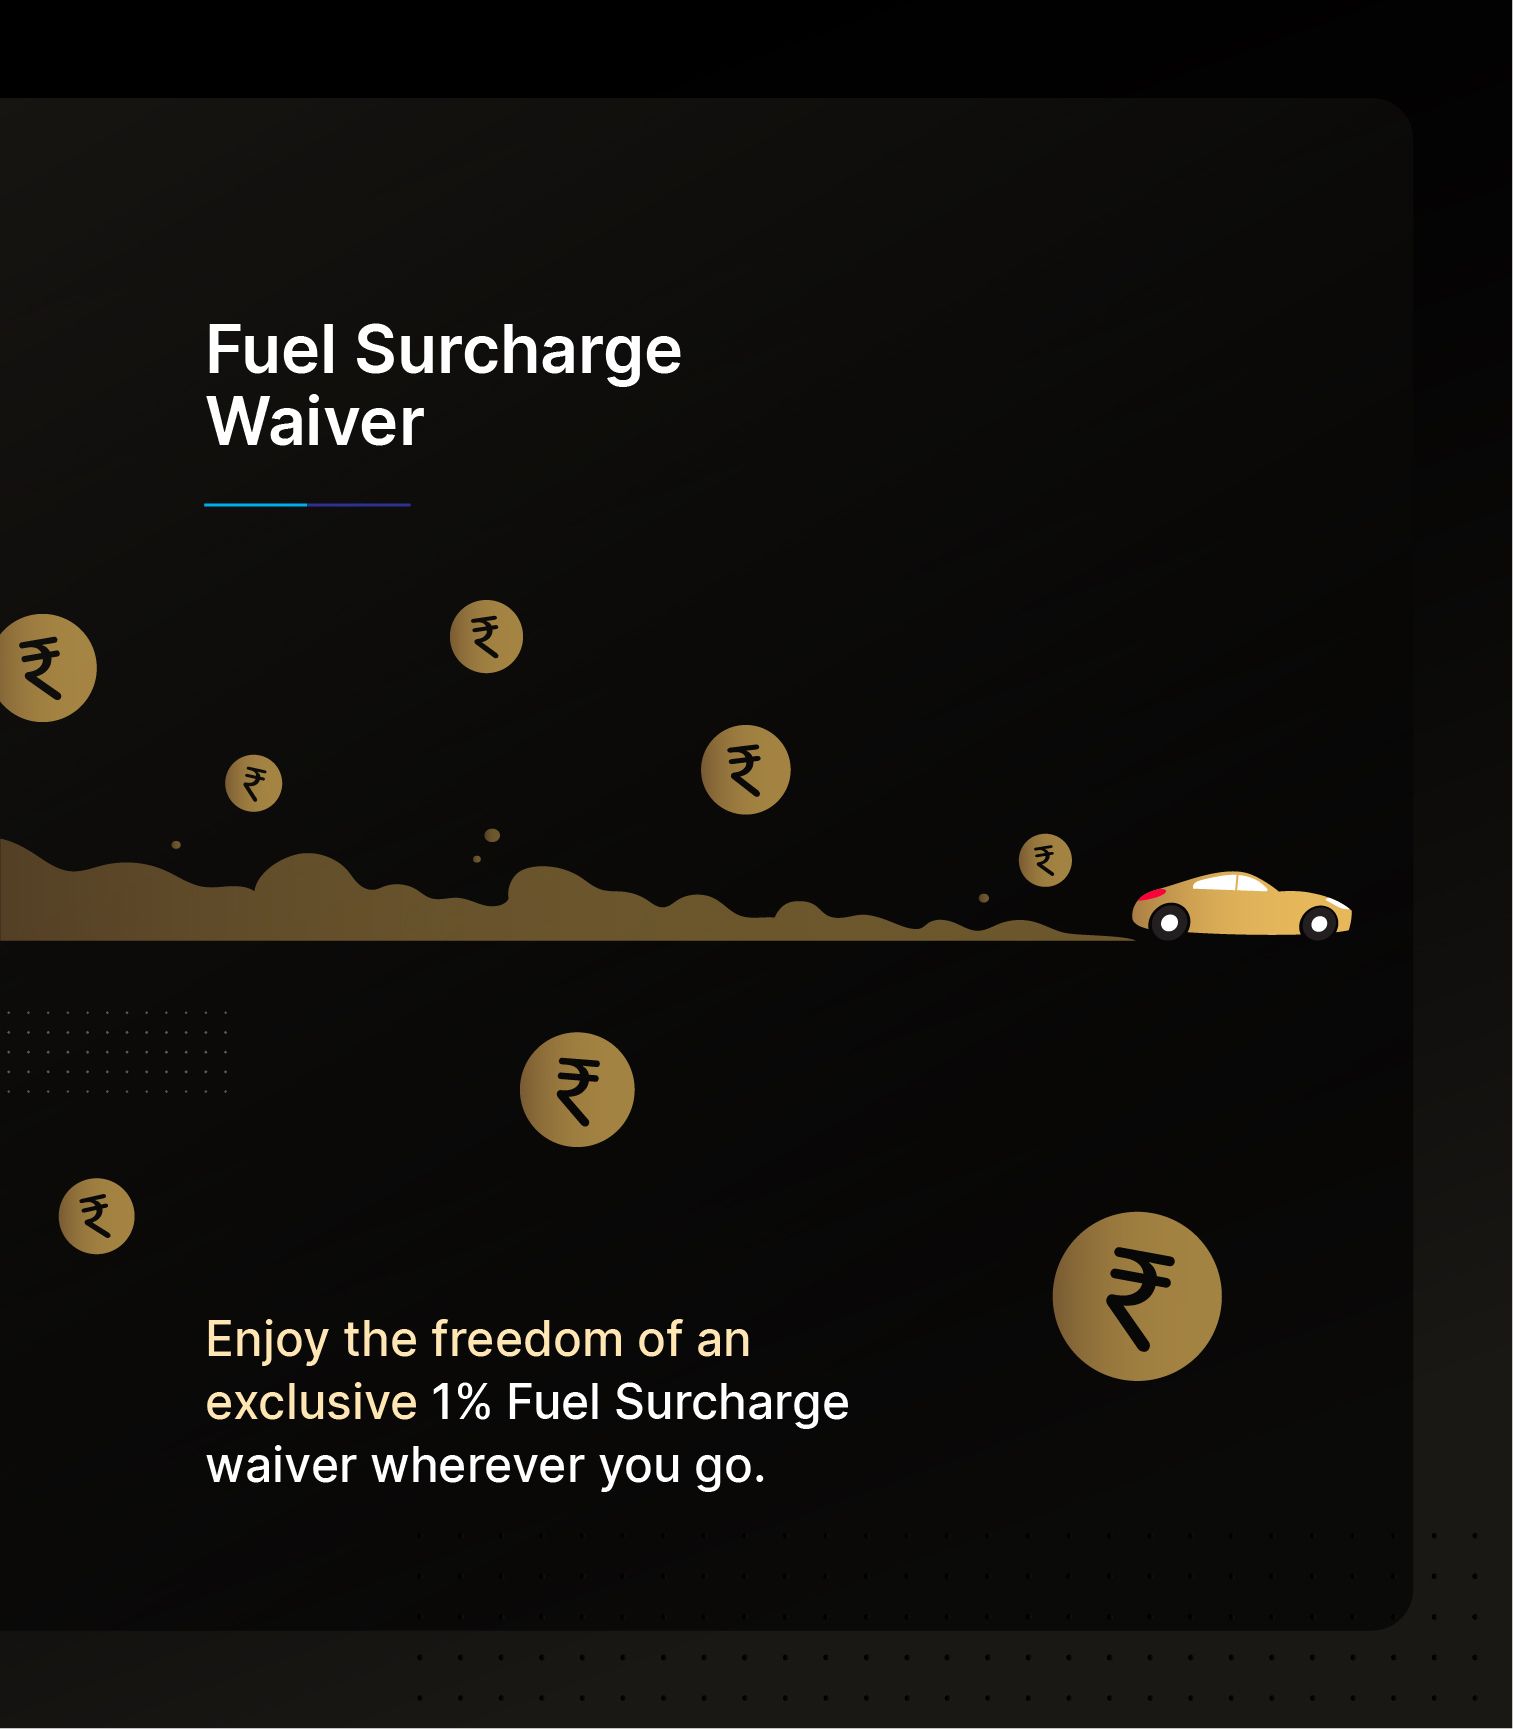 Fuel Surcharge
Waiver
₹
₹
₹
₹
₹
₹
₹
₹
Enjoy the freedom of an
exclusive 1% Fuel Surcharge
waiver wherever you go.